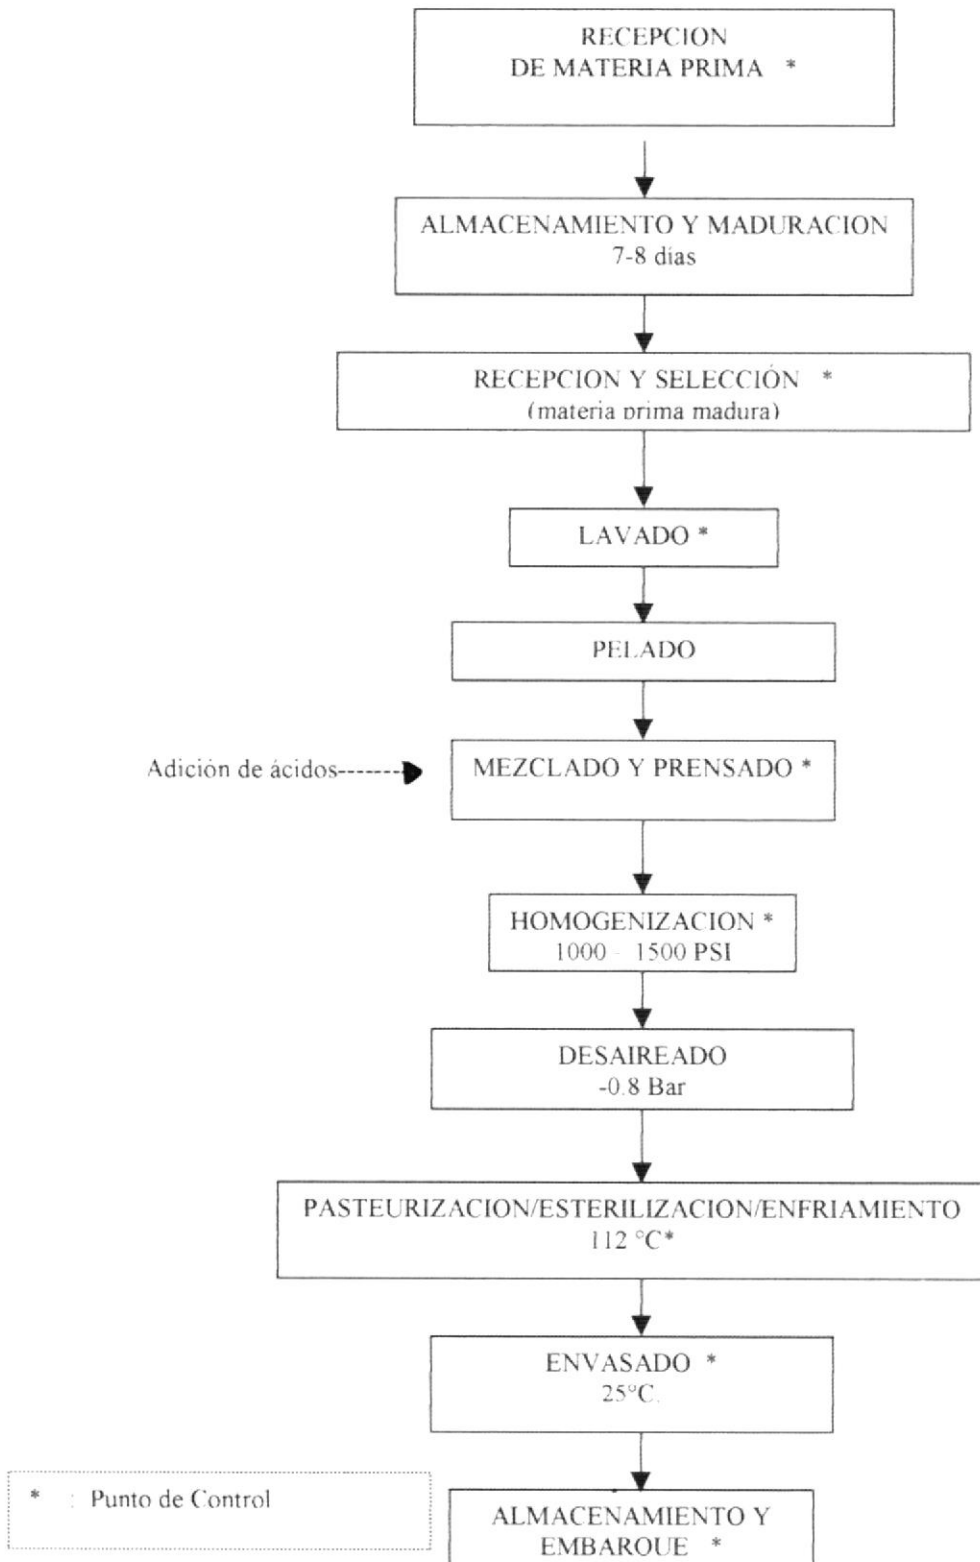 RECEPCION
DE MATERIA PRIMA *
ALMACENAMIENTO Y MADURACION
7-8 dias
RECEPCION Y SELECCIÓN *
(materia prima madura)
LAVADO *
PELADO
Adición de ácidos
MEZCLADO Y PRENSADO *
HOMOGENIZACION *
1000 - 1500 PSI
DESAIREADO
-0.8 Bar
PASTEURIZACION/ESTERILIZACION/ENFRIAMIENTO
112 °C*
ENVASADO *
25°C.
* : Punto de Control
ALMACENAMIENTO Y
EMBARQUE *